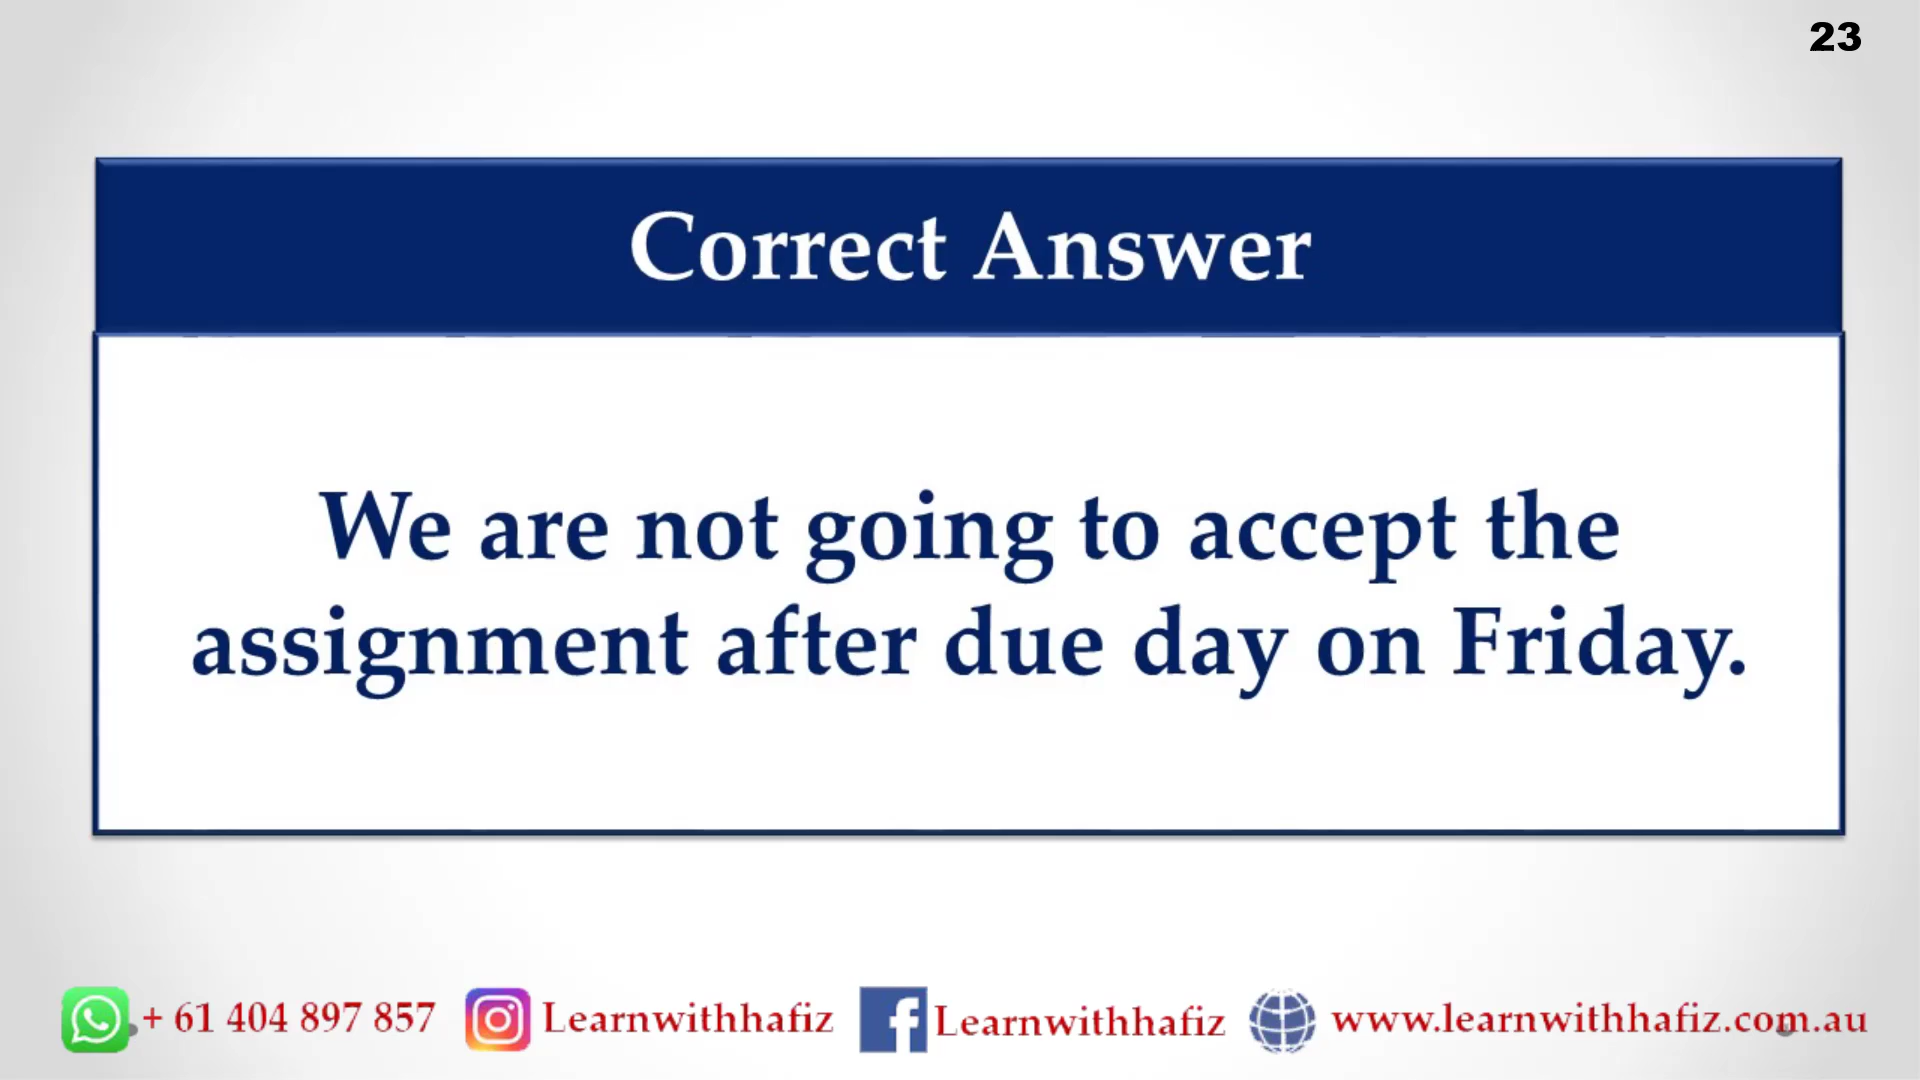 23
Correct Answer
We are not going to accept the
assignment after due day on Friday.
+ 61 404 897 857 Learnwithhafiz Learnwithhafiz www.learnwithhafiz.com.au